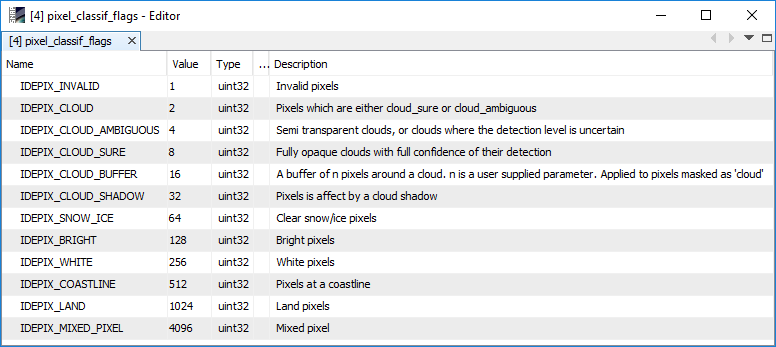 [4] pixel_classif_flags - Editor
[4] pixel_classif_flags
Name Value Type ... Description
IDEPIX_INVALID 1 uint32 Invalid pixels
IDEPIX_CLOUD 2 uint32 Pixels which are either cloud_sure or cloud_ambiguous
IDEPIX_CLOUD_AMBIGUOUS 4 uint32 Semi transparent clouds, or clouds where the detection level is uncertain
IDEPIX_CLOUD_SURE 8 uint32 Fully opaque clouds with full confidence of their detection
IDEPIX_CLOUD_BUFFER 16 uint32 A buffer of n pixels around a cloud. n is a user supplied parameter. Applied to pixels masked as 'cloud'
IDEPIX_CLOUD_SHADOW 32 uint32 Pixels is affect by a cloud shadow
IDEPIX_SNOW_ICE 64 uint32 Clear snow/ice pixels
IDEPIX_BRIGHT 128 uint32 Bright pixels
IDEPIX_WHITE 256 uint32 White pixels
IDEPIX_COASTLINE 512 uint32 Pixels at a coastline
IDEPIX_LAND 1024 uint32 Land pixels
IDEPIX_MIXED_PIXEL 4096 uint32 Mixed pixel